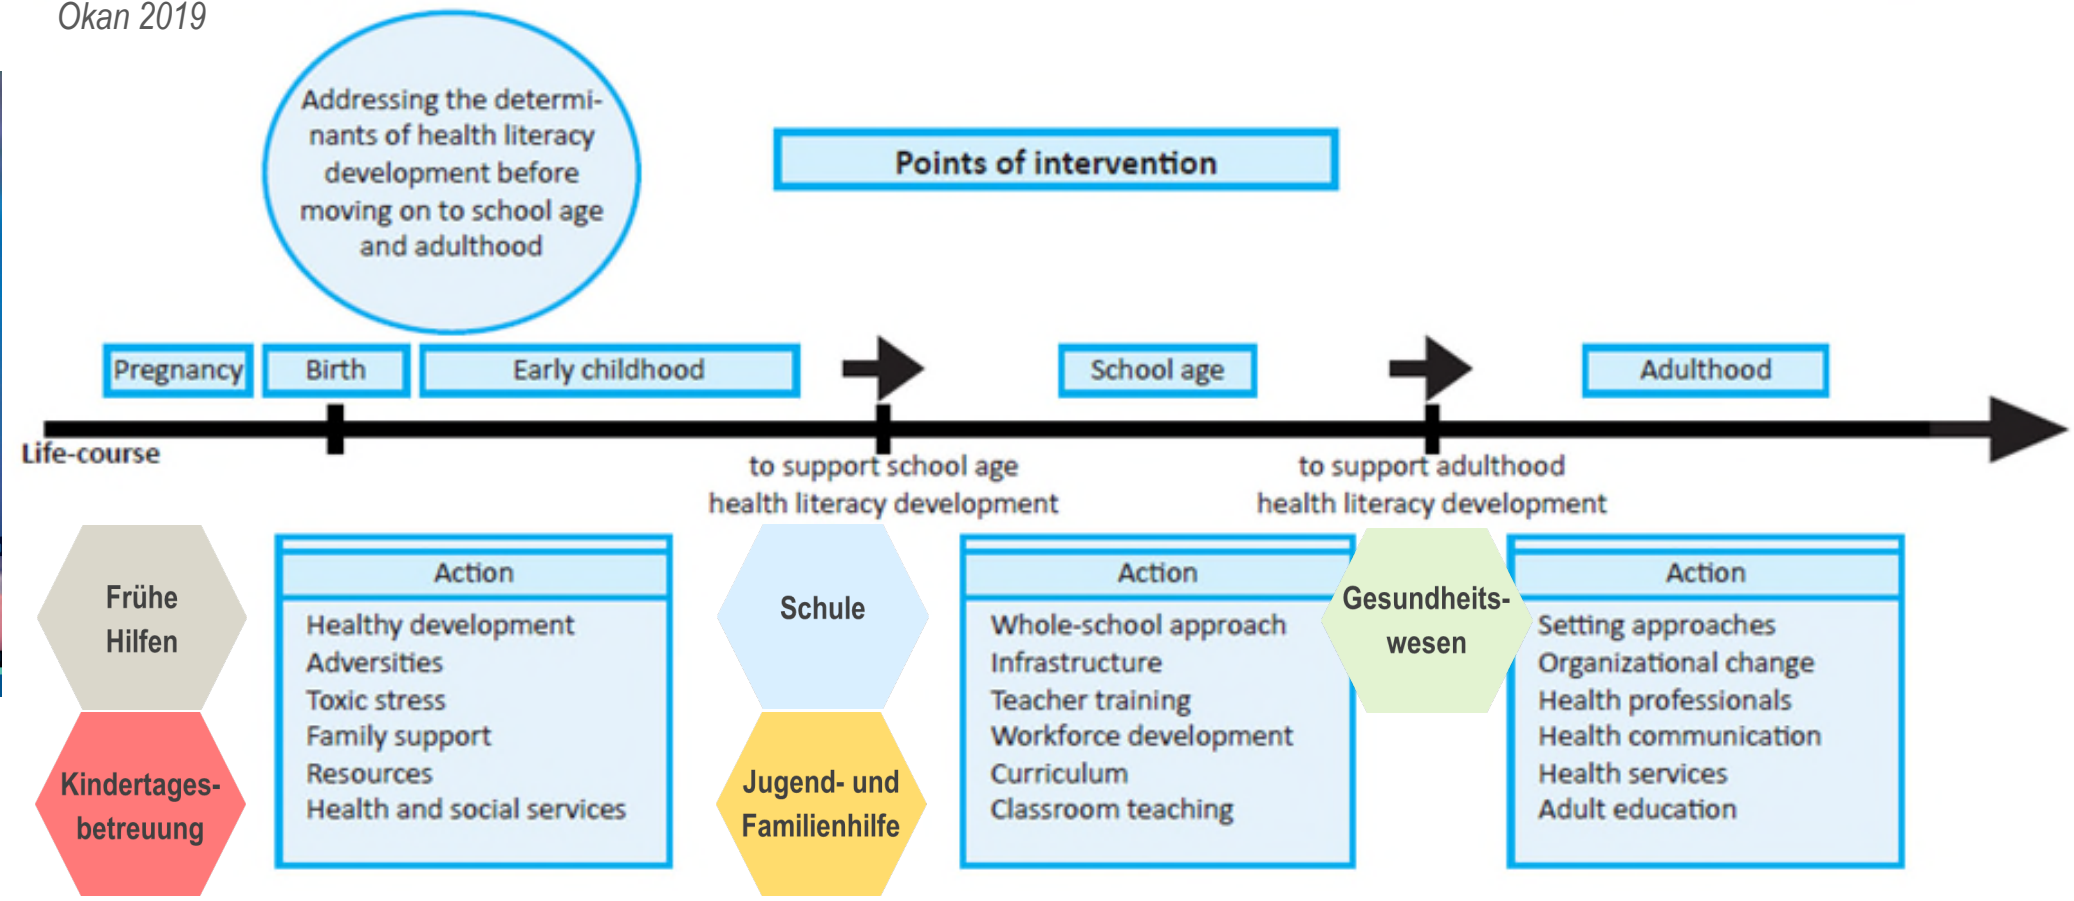 Okan 2019
Addressing the determi-
nants of health literacy
development before
moving on to school age
and adulthood
Points of intervention
Pregnancy
Birth
Early childhood
School age
Adulthood
Life-course
to support school age
health literacy development
to support adulthood
health literacy development
Frühe
Hilfen
Kindertages-
betreuung
Action
Healthy development
Adversities
Toxic stress
Family support
Resources
Health and social services
Schule
Jugend- und
Familienhilfe
Action
Whole-school approach
Infrastructure
Teacher training
Workforce development
Curriculum
Classroom teaching
Gesundheits-
wesen
Action
Setting approaches
Organizational change
Health professionals
Health communication
Health services
Adult education